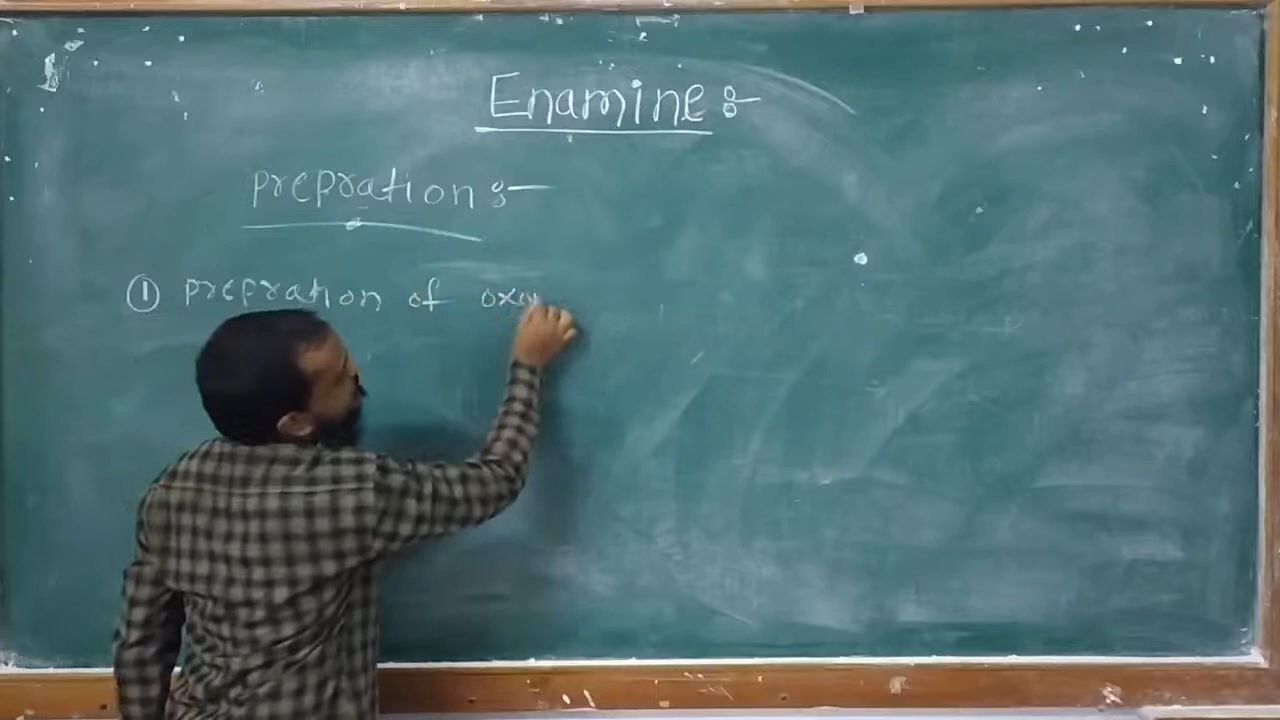 Enamine :-
Prepration :-
① Prepration of